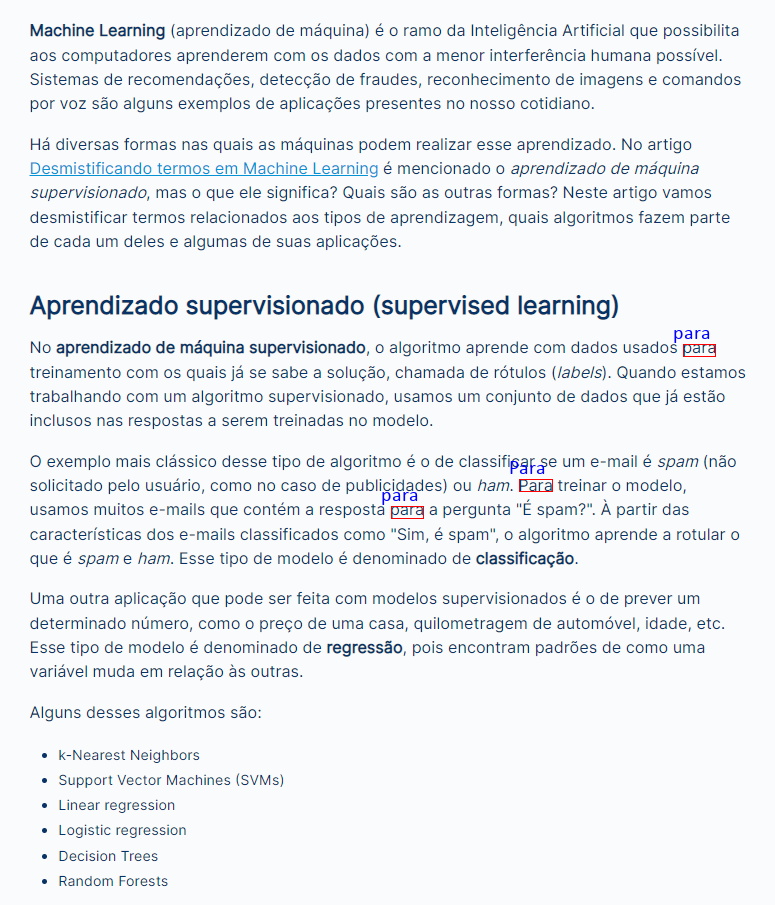 Machine Learning (aprendizado de máquina) é o ramo da Inteligência Artificial que possibilita
aos computadores aprenderem com os dados com a menor interferência humana possível.
Sistemas de recomendações, detecção de fraudes, reconhecimento de imagens e comandos
por voz são alguns exemplos de aplicações presentes no nosso cotidiano.
Há diversas formas nas quais as máquinas podem realizar esse aprendizado. No artigo
Desmistificando termos em Machine Learning é mencionado o aprendizado de máquina
supervisionado, mas o que ele significa? Quais são as outras formas? Neste artigo vamos
desmistificar termos relacionados aos tipos de aprendizagem, quais algoritmos fazem parte
de cada um deles e algumas de suas aplicações.
Aprendizado supervisionado (supervised learning)
para
No aprendizado de máquina supervisionado, o algoritmo aprende com dados usados para
treinamento com os quais já se sabe a solução, chamada de rótulos (labels). Quando estamos
trabalhando com um algoritmo supervisionado, usamos um conjunto de dados que já estão
inclusos nas respostas a serem treinadas no modelo.
O exemplo mais clássico desse tipo de algoritmo é o de classificar se um e-mail é spam (não
Para
solicitado pelo usuário, como no caso de publicidades) ou ham. Para treinar o modelo,
para
usamos muitos e-mails que contém a resposta para a pergunta "É spam?". À partir das
características dos e-mails classificados como "Sim, é spam", o algoritmo aprende a rotular o
que é spam e ham. Esse tipo de modelo é denominado de classificação.
Uma outra aplicação que pode ser feita com modelos supervisionados é o de prever um
determinado número, como o preço de uma casa, quilometragem de automóvel, idade, etc.
Esse tipo de modelo é denominado de regressão, pois encontram padrões de como uma
variável muda em relação às outras.
Alguns desses algoritmos são:
• k-Nearest Neighbors
• Support Vector Machines (SVMs)
• Linear regression
• Logistic regression
• Decision Trees
• Random Forests